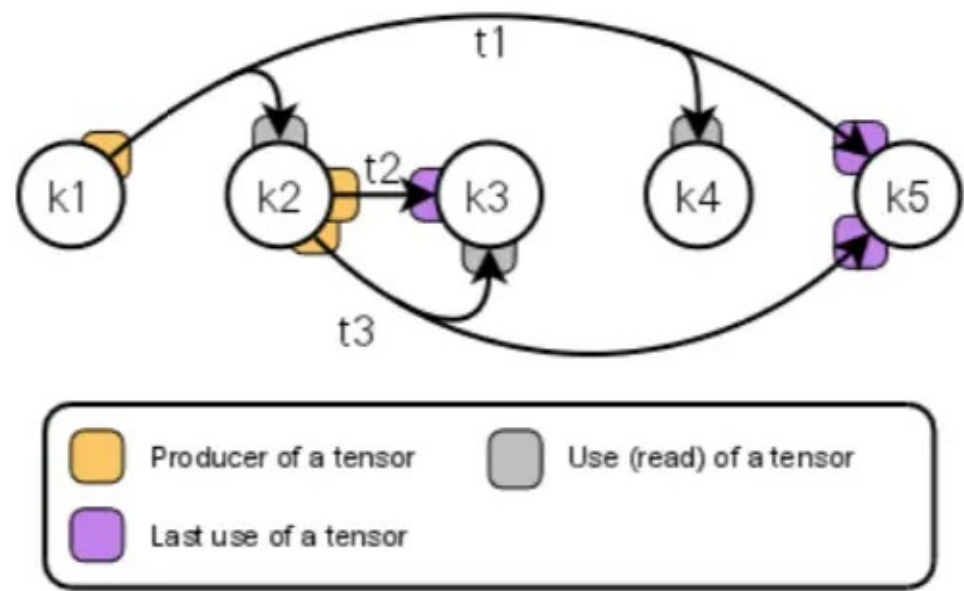 t1
k1
k2
t2
k3
k4
k5
t3
Producer of a tensor
Use (read) of a tensor
Last use of a tensor